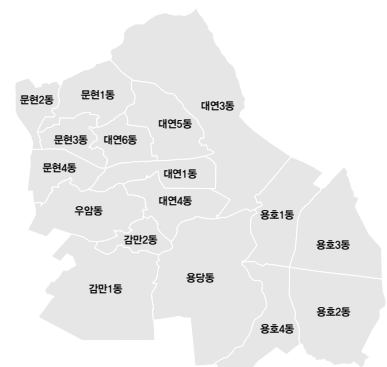 문현2동
문현1동
대연3동
대연5동
문현3동
대연6동
문현4동
대연1동
우암동
대연4동
용호1동
감만2동
용호3동
용당동
감만1동
용호2동
용호4동